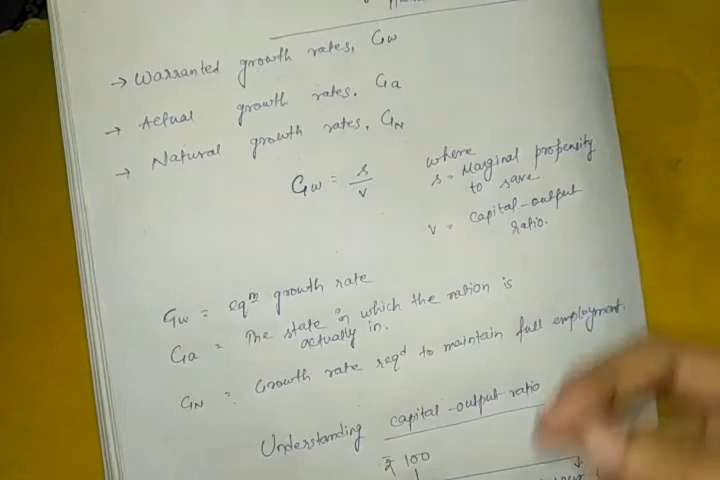 → Warranted growth rates, Gw
→ Actual growth rates. Ga
→ Natural growth rates, GN
Gw = s/v where
s = Marginal propensity
to save.
v = capital-output
ratio.
Gw = eqm growth rate
Ga = The state in which the nation is
actually in.
GN : Growth rate reqd to maintain full employment.
Understanding capital-output ratio
₹ 100